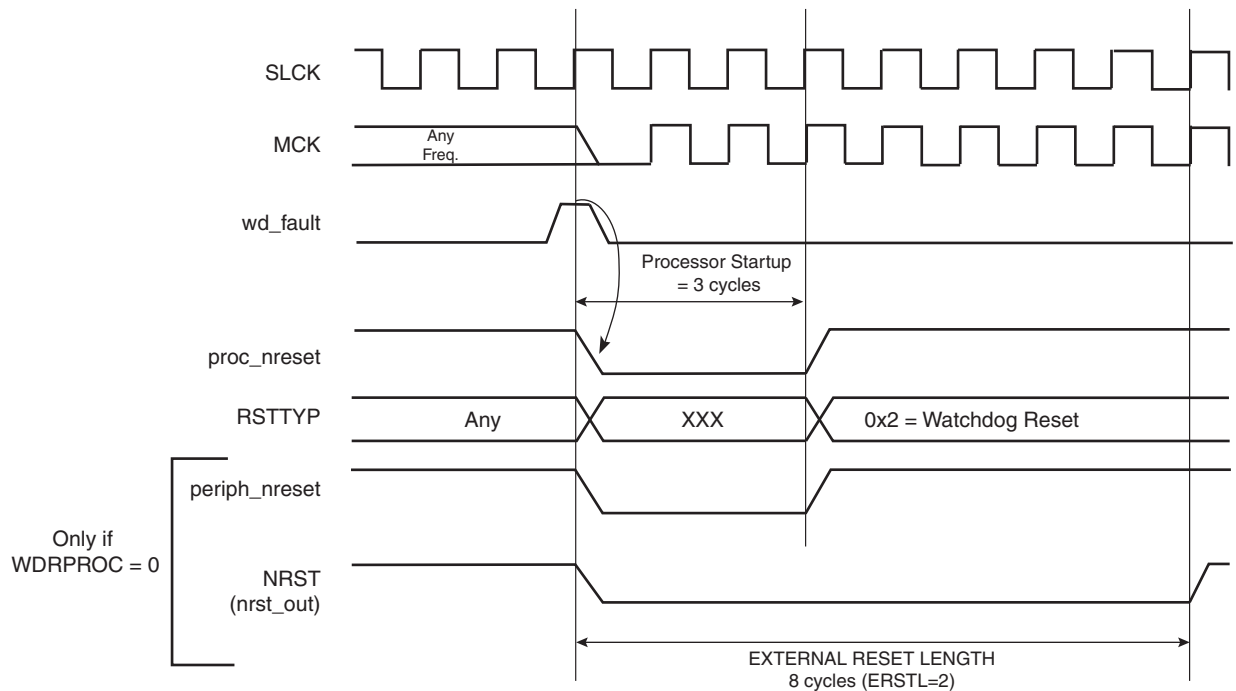 SLCK
MCK
Any
Freq.
wd_fault
Processor Startup
= 3 cycles
proc_nreset
RSTTYP
Any
XXX
0x2 = Watchdog Reset
periph_nreset
Only if
WDRPROC = 0
NRST
(nrst_out)
EXTERNAL RESET LENGTH
8 cycles (ERSTL=2)